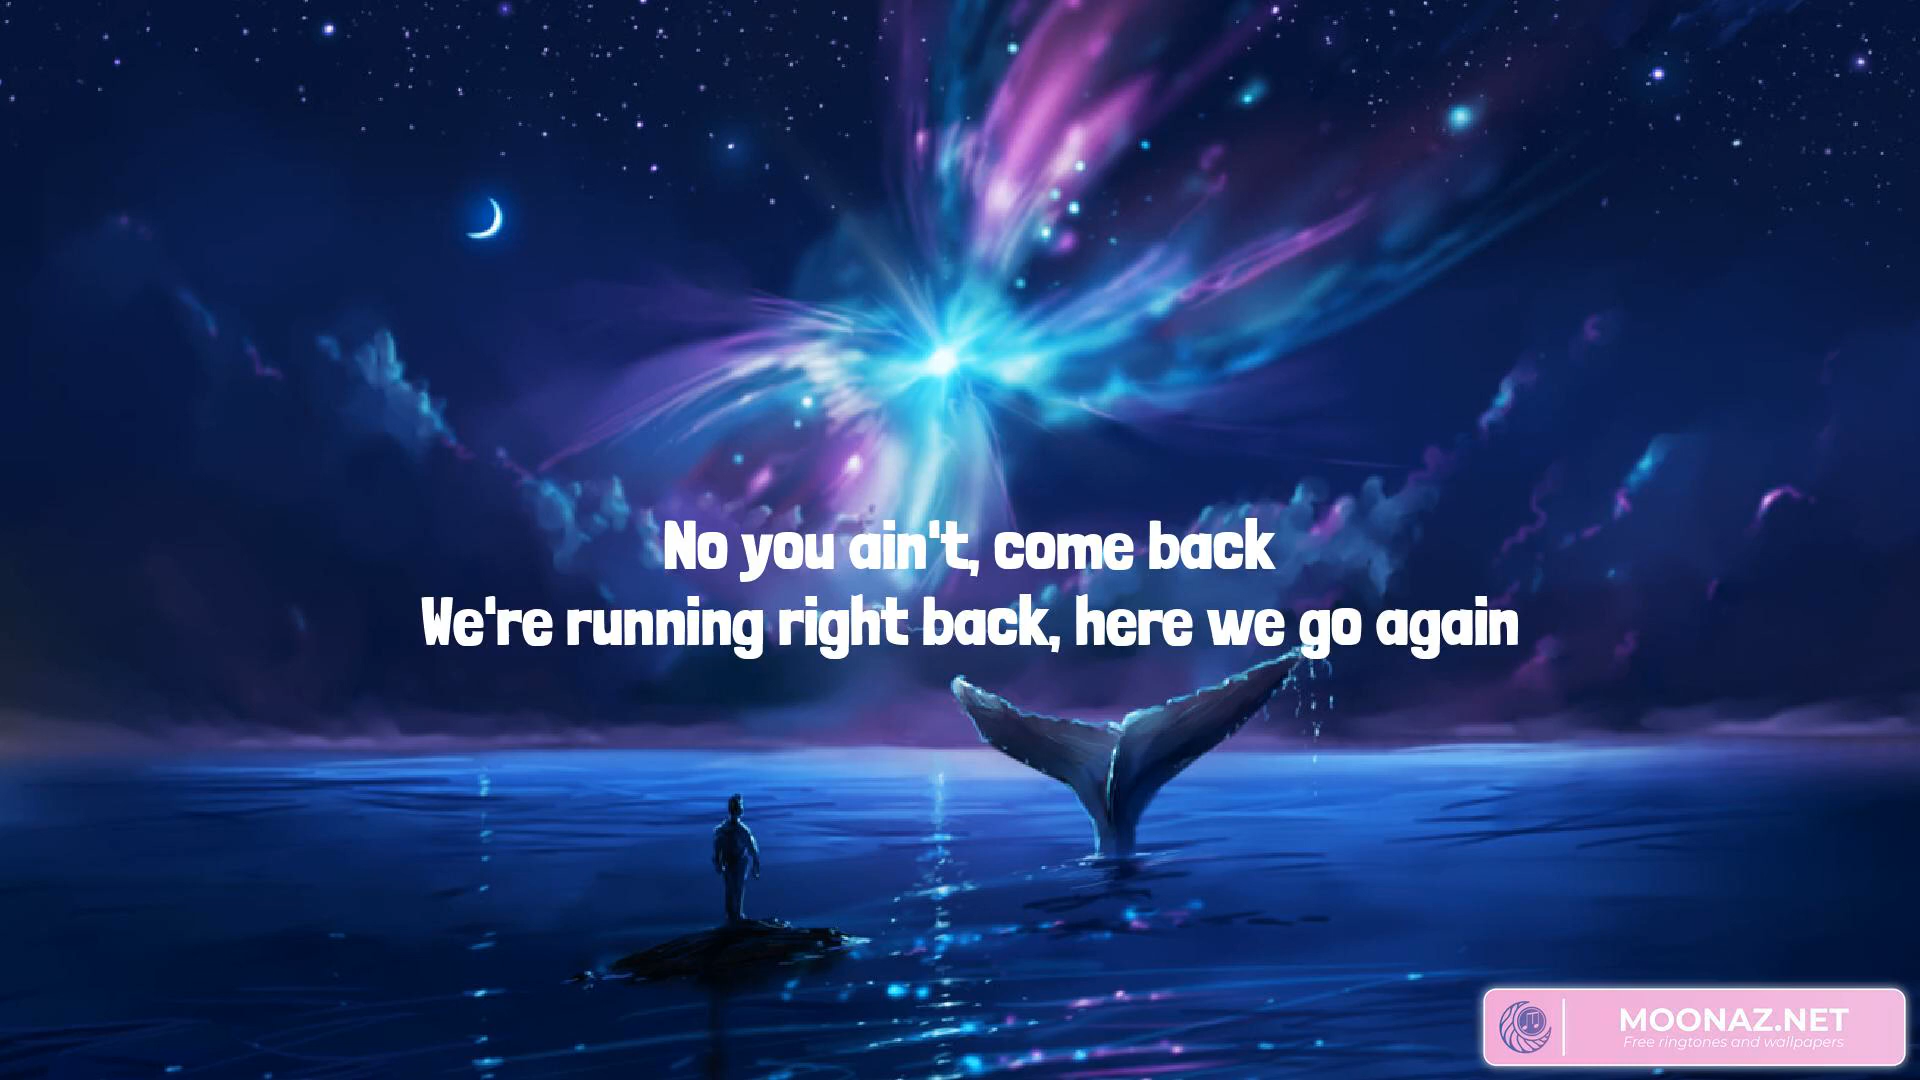 No you ain't, come back
We're running right back, here we go again
MOONAZ.NET
Free ringtones and wallpapers